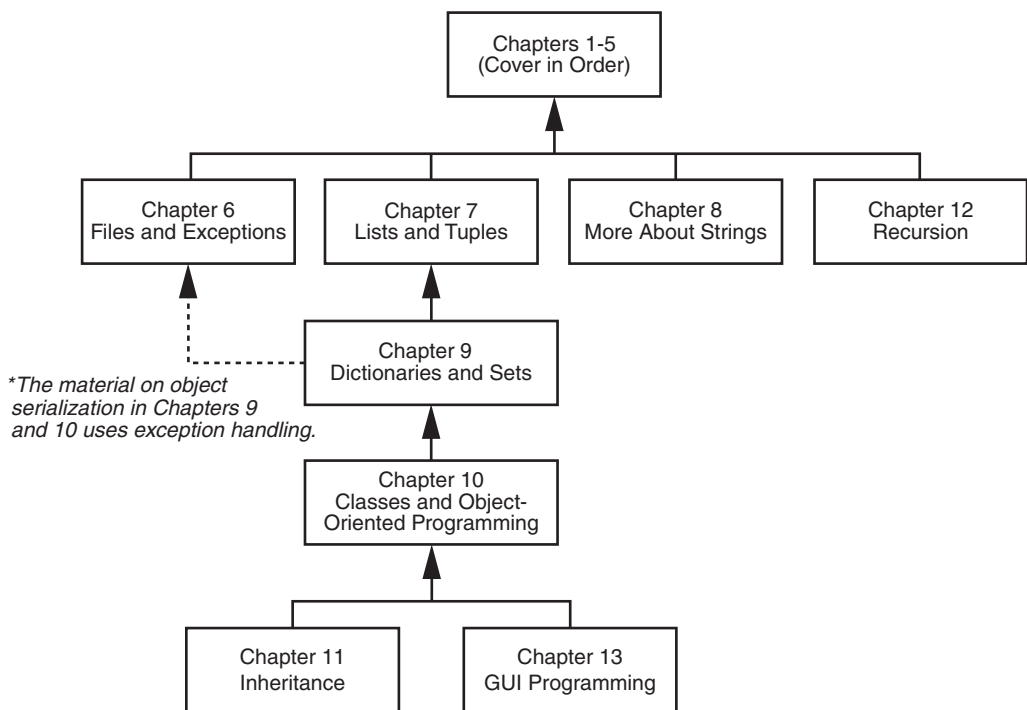 Chapters 1-5
(Cover in Order)
Chapter 6
Files and Exceptions
Chapter 7
Lists and Tuples
Chapter 8
More About Strings
Chapter 12
Recursion
Chapter 9
Dictionaries and Sets
*The material on object
serialization in Chapters 9
and 10 uses exception handling.
Chapter 10
Classes and Object-
Oriented Programming
Chapter 11
Inheritance
Chapter 13
GUI Programming